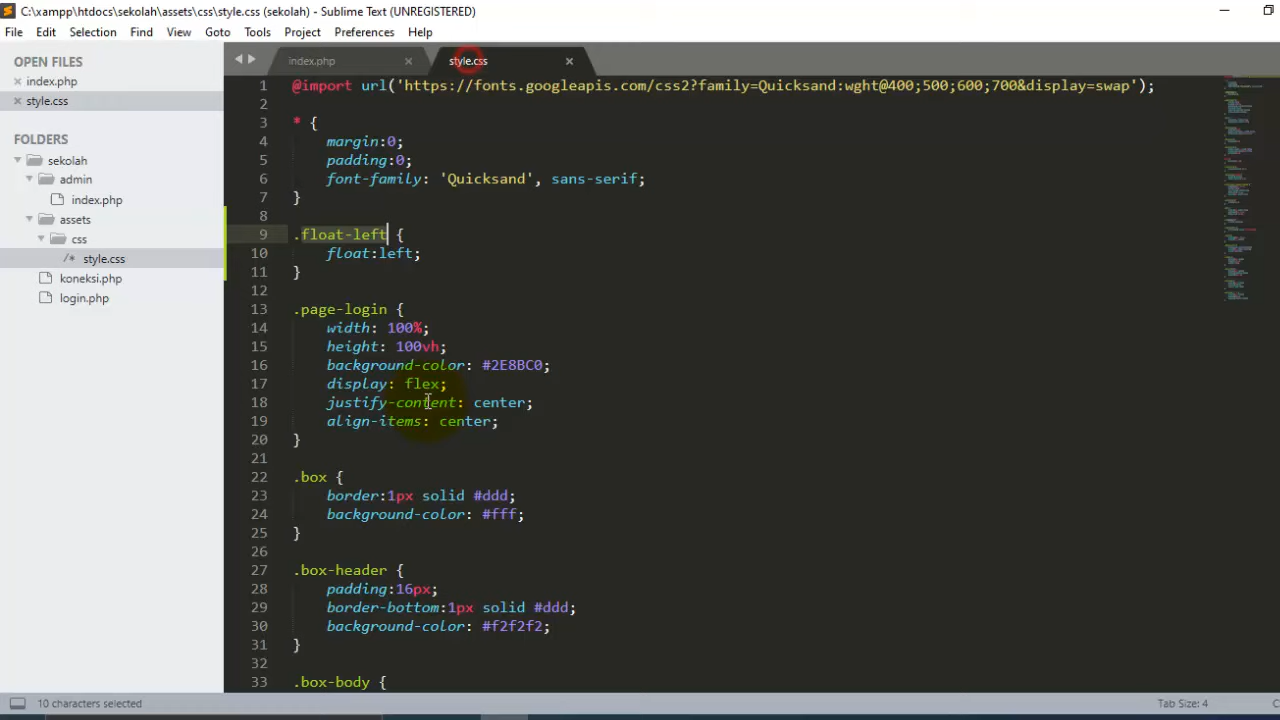 C:\xampp\htdocs\sekolah\assets\css\style.css (sekolah) - Sublime Text (UNREGISTERED)
File Edit Selection Find View Goto Tools Project Preferences Help
OPEN FILES
index.php
style.css
FOLDERS
sekolah
admin
index.php
assets
css
/* style.css
koneksi.php
login.php
index.php style.css
1 @import url('https://fonts.googleapis.com/css2?family=Quicksand:wght@400;500;600;700&display=swap');
2
3 * {
4 margin:0;
5 padding:0;
6 font-family: 'Quicksand', sans-serif;
7 }
8
9 .float-left {
10 float:left;
11 }
12
13 .page-login {
14 width: 100%;
15 height: 100vh;
16 background-color: #2E8BC0;
17 display: flex;
18 justify-content: center;
19 align-items: center;
20 }
21
22 .box {
23 border:1px solid #ddd;
24 background-color: #fff;
25 }
26
27 .box-header {
28 padding:16px;
29 border-bottom:1px solid #ddd;
30 background-color: #f2f2f2;
31 }
32
33 .box-body {
10 characters selected Tab Size: 4